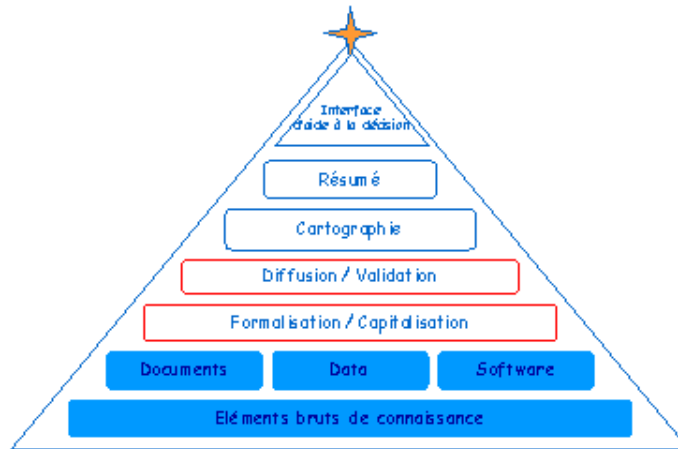 Interface
d'aide à la décision
Résumé
Cartographie
Diffusion / Validation
Formalisation / Capitalisation
Documents Data Software
Eléments bruts de connaissance